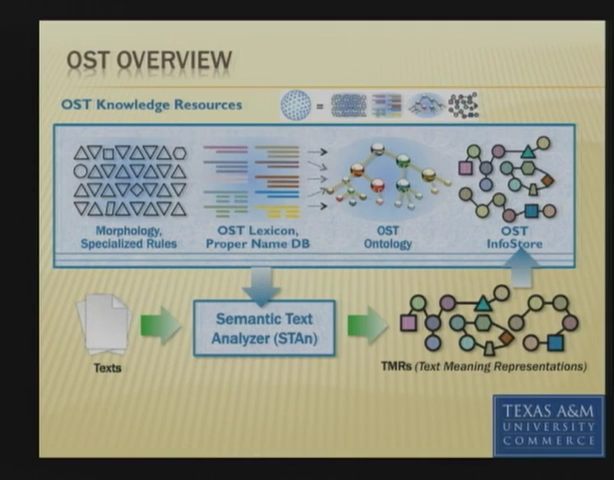 OST OVERVIEW
OST Knowledge Resources
=
Morphology,
Specialized Rules
OST Lexicon,
Proper Name DB
OST
Ontology
OST
InfoStore
Semantic Text
Analyzer (STAn)
Texts
TMRs (Text Meaning Representations)
TEXAS A&M
UNIVERSITY
COMMERCE